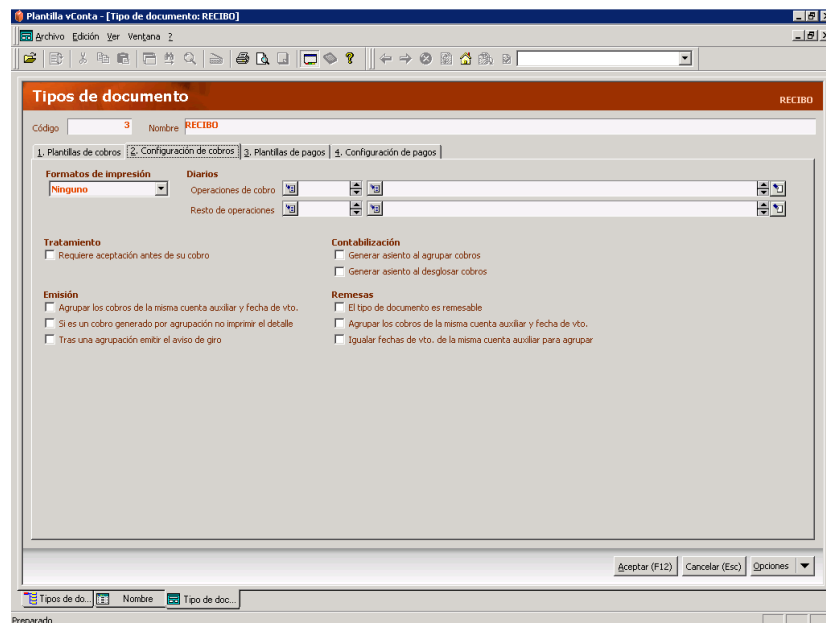 Plantilla vConta - [Tipo de documento: RECIBO]
Archivo Edición Ver Ventana ?
Tipos de documento
RECIBO
Código 3 Nombre RECIBO
1. Plantillas de cobros 2. Configuración de cobros 3. Plantillas de pagos 4. Configuración de pagos
Formatos de impresión Diarios
Ninguno Operaciones de cobro
Resto de operaciones
Tratamiento Contabilización
Requiere aceptación antes de su cobro Generar asiento al agrupar cobros
Generar asiento al desglosar cobros
Emisión Remesas
Agrupar los cobros de la misma cuenta auxiliar y fecha de vto. El tipo de documento es remesable
Si es un cobro generado por agrupación no imprimir el detalle Agrupar los cobros de la misma cuenta auxiliar y fecha de vto.
Tras una agrupación emitir el aviso de giro Igualar fechas de vto. de la misma cuenta auxiliar para agrupar
Aceptar (F12) Cancelar (Esc) Opciones
Tipos de do... Nombre Tipo de doc...
Preparado